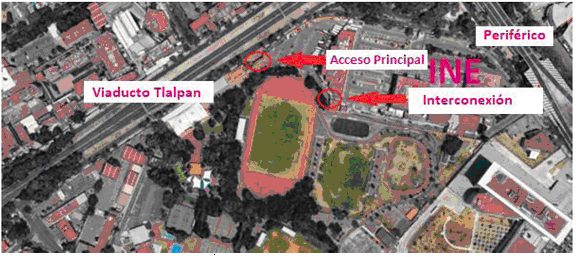 Periférico
Acceso Principal
INE
Viaducto Tlalpan
Interconexión